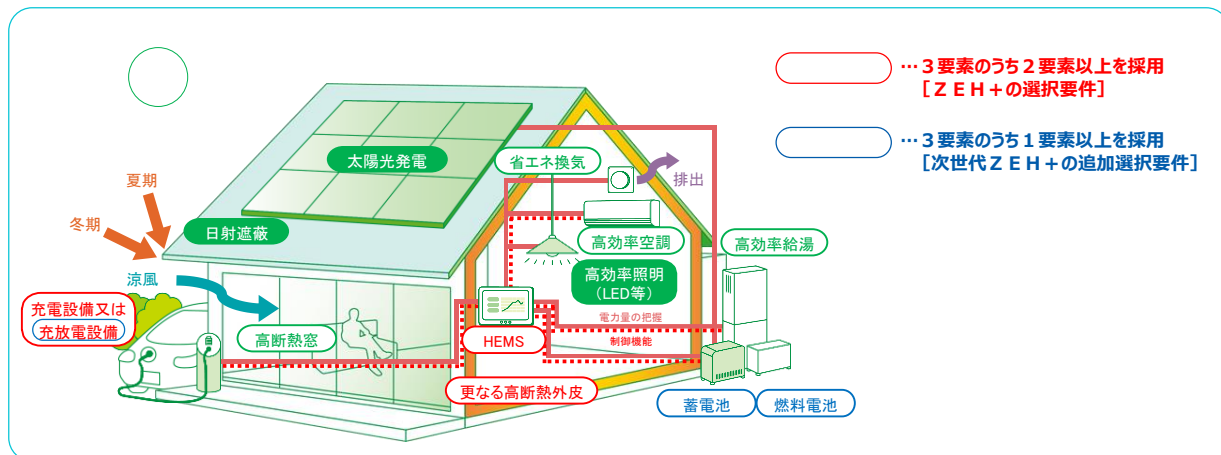 …３要素のうち２要素以上を採用
［ＺＥＨ＋の選択要件］
…３要素のうち１要素以上を採用
［次世代ＺＥＨ＋の追加選択要件］
太陽光発電
省エネ換気
排出
夏期
冬期
日射遮蔽
高効率空調
高効率給湯
高効率照明
（LED等）
涼風
充電設備又は
充放電設備
高断熱窓
電力量の把握
HEMS
制御機能
更なる高断熱外皮
蓄電池
燃料電池